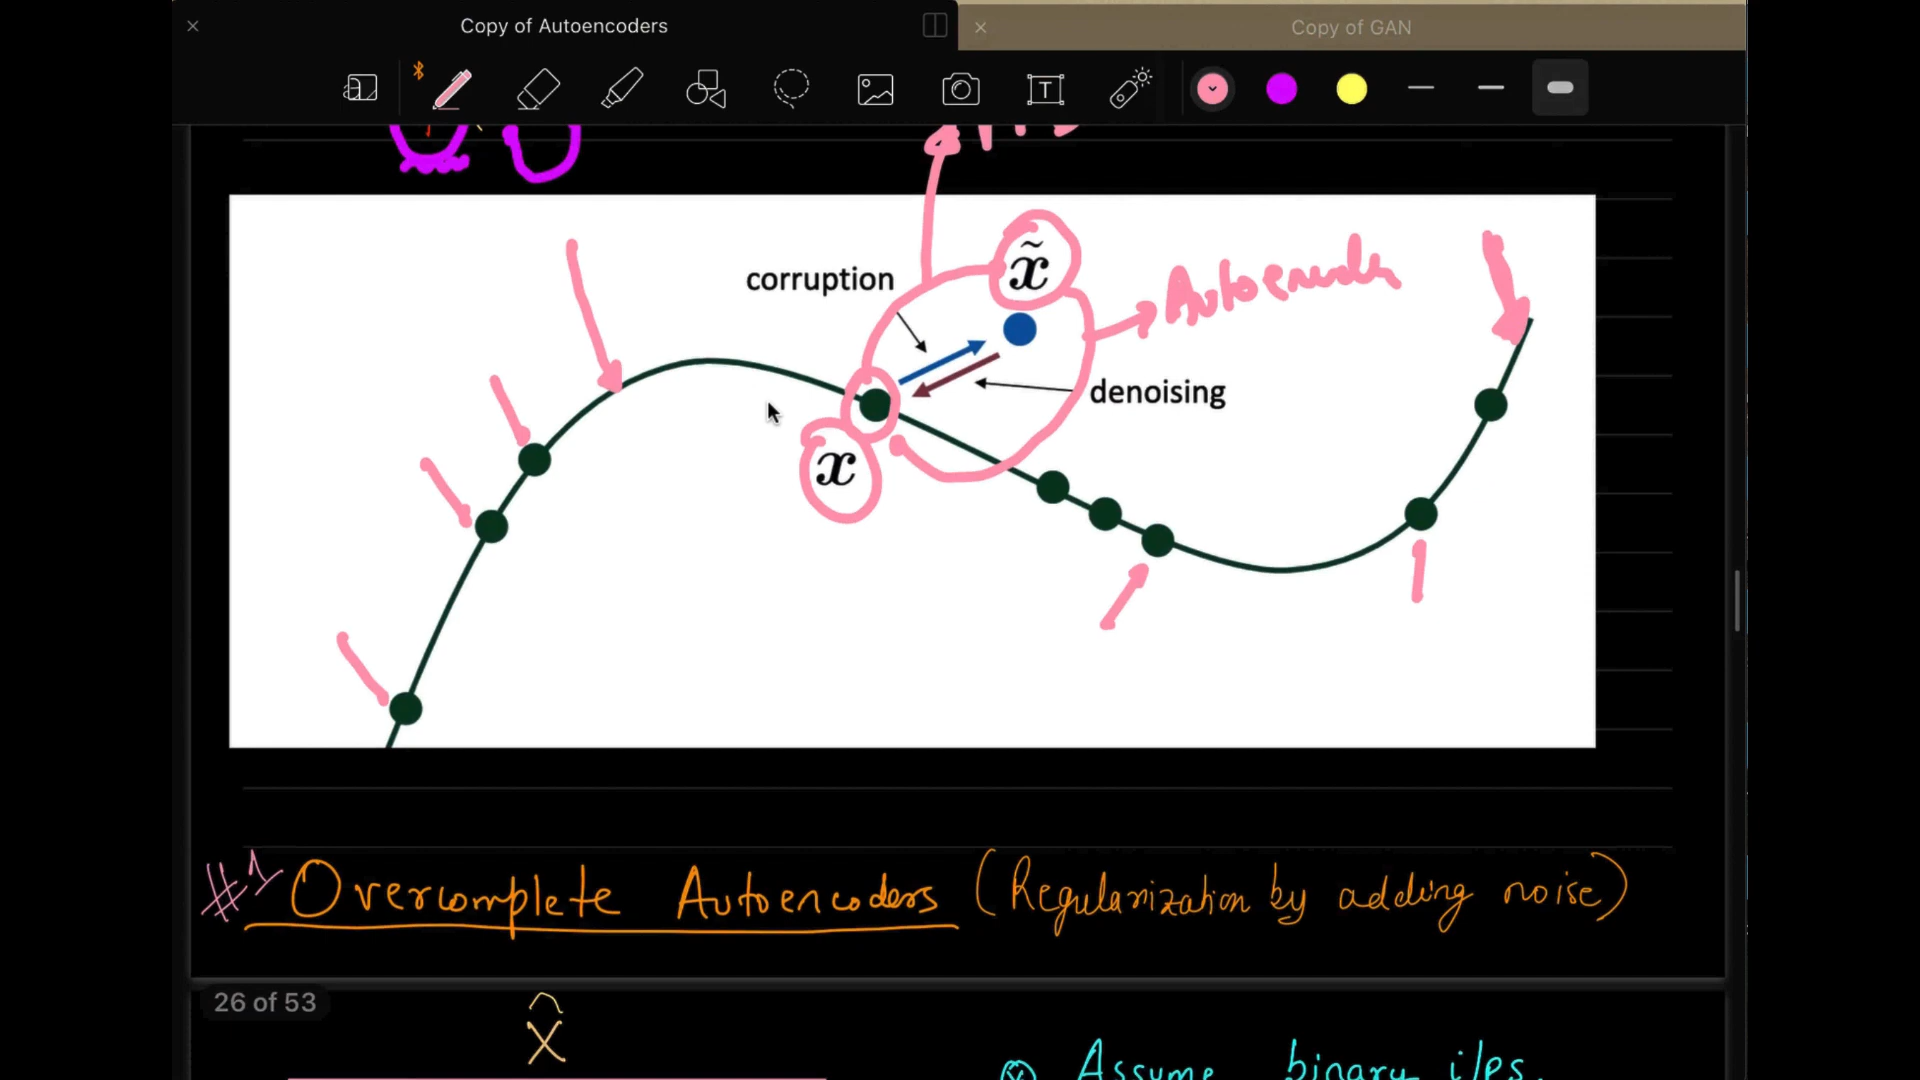 Copy of Autoencoders
Copy of GAN
T
x̃
corruption
Autoencoder
denoising
x
#1 Overcomplete Autoencoders (Regularization by adding noise)
26 of 53
x̂
Assume binary i/ps.